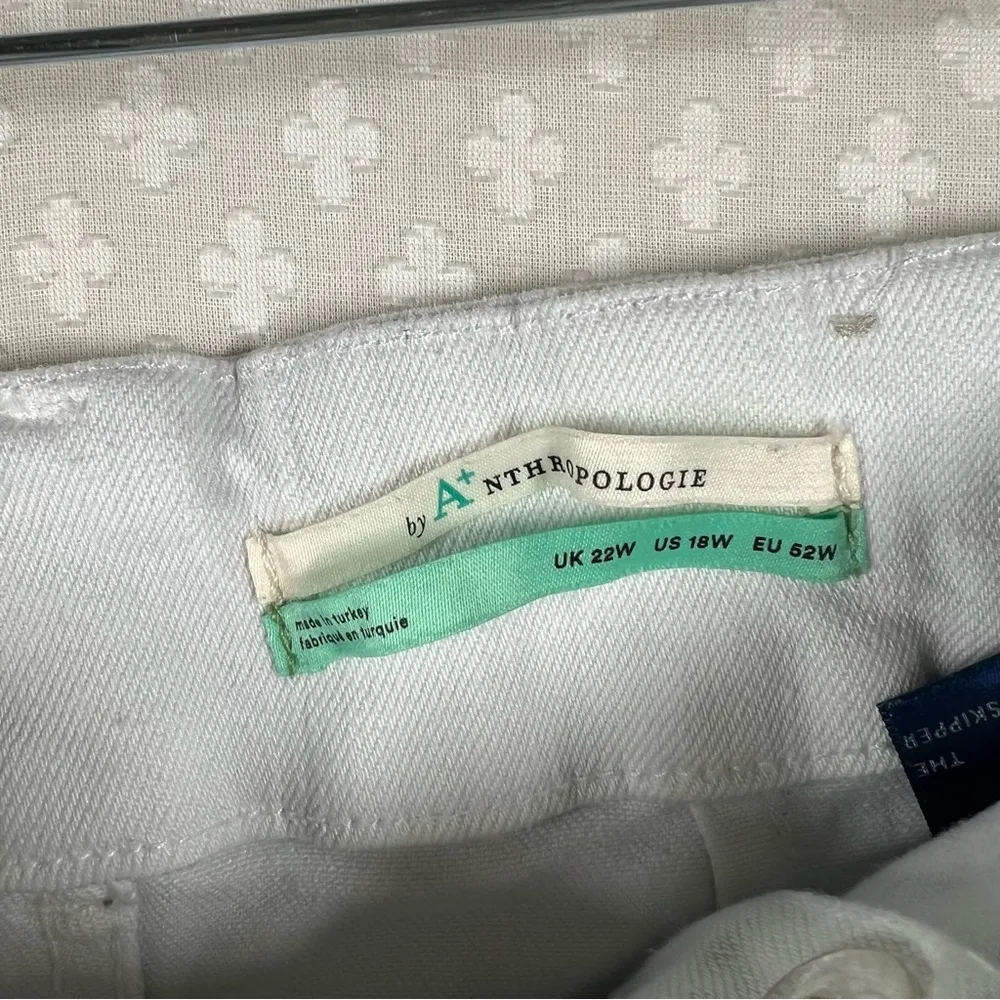 by A+NTHROPOLOGIE
UK 22W US 18W EU 52W
made in turkey
fabriqué en turquie
THE
SKIPPER